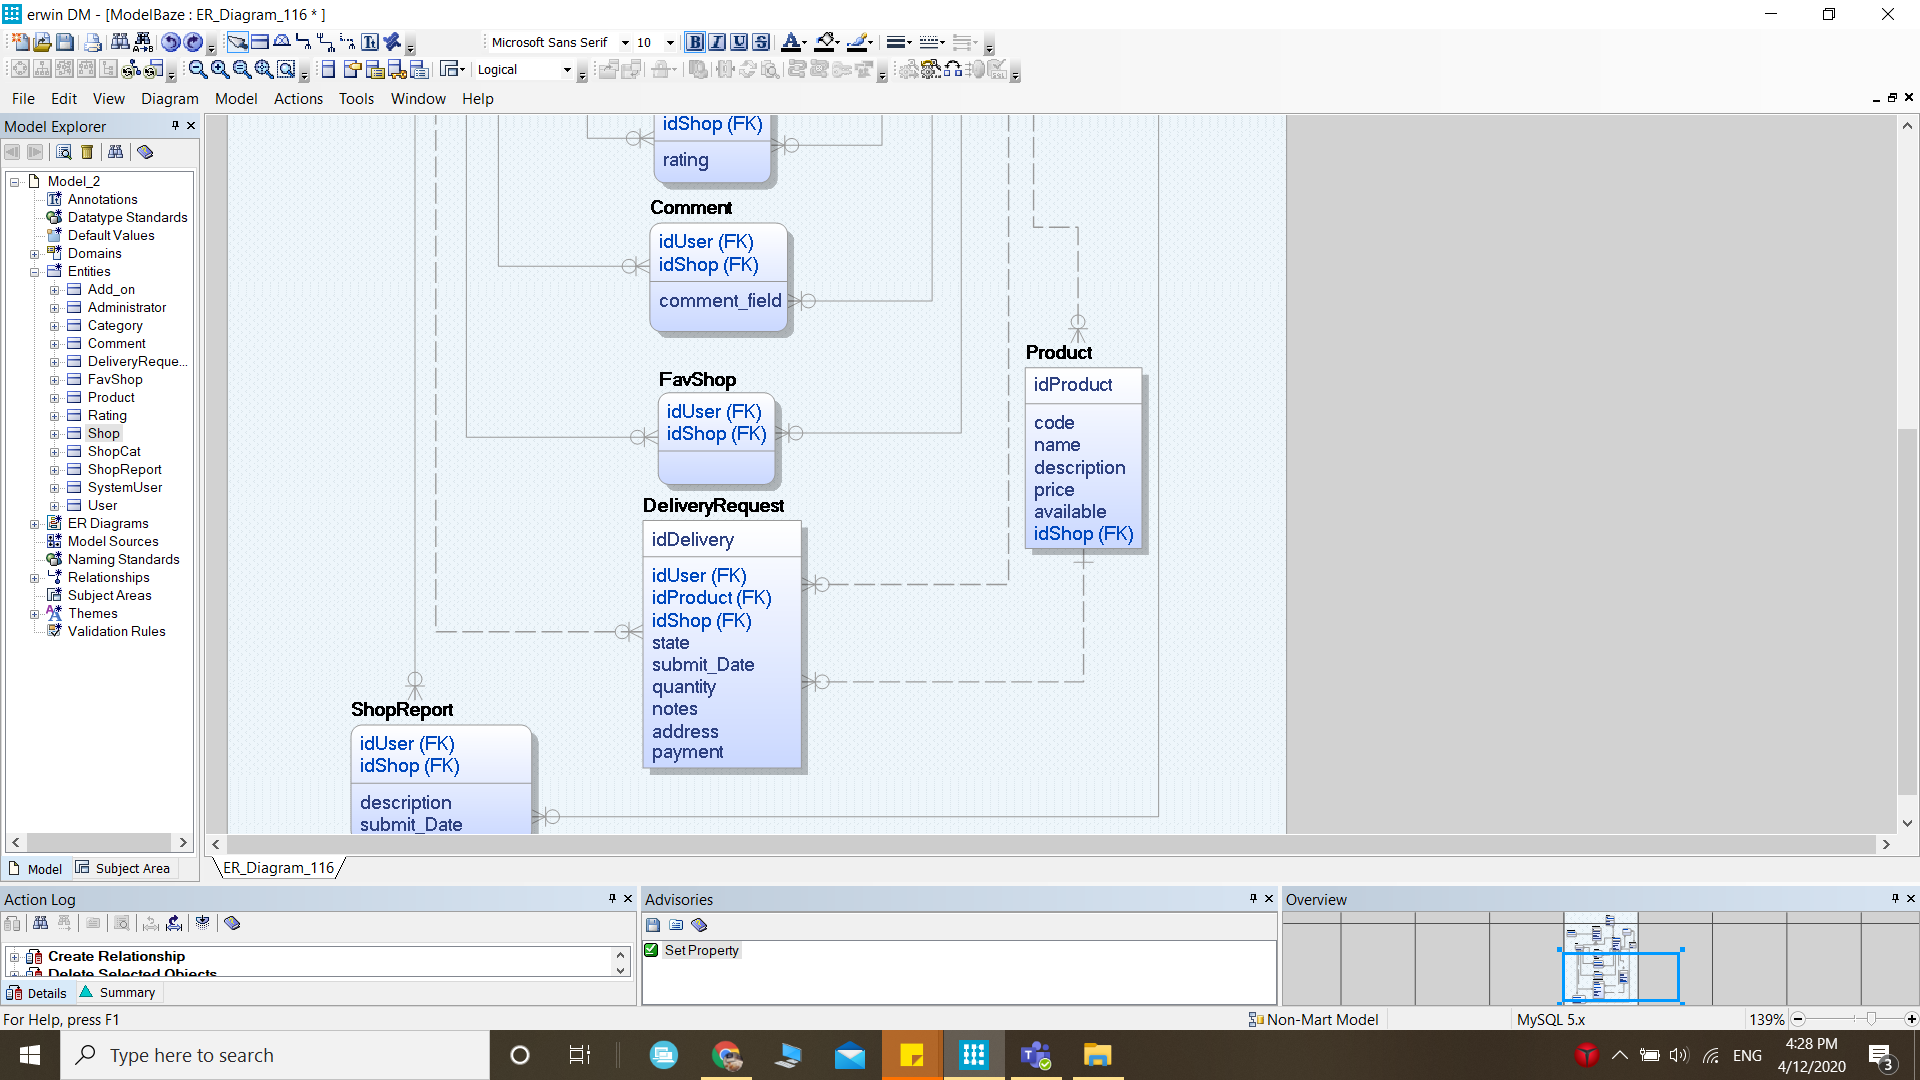 erwin DM - [ModelBaze : ER_Diagram_116 * ]
Microsoft Sans Serif 10 B I U S A
Logical
File Edit View Diagram Model Actions Tools Window Help
Model Explorer
Model_2
Annotations
Datatype Standards
Default Values
Domains
Entities
Add_on
Administrator
Category
Comment
DeliveryReque...
FavShop
Product
Rating
Shop
ShopCat
ShopReport
SystemUser
User
ER Diagrams
Model Sources
Naming Standards
Relationships
Subject Areas
Themes
Validation Rules
Model Subject Area
idShop (FK)
rating
Comment
idUser (FK)
idShop (FK)
comment_field
FavShop
idUser (FK)
idShop (FK)
Product
idProduct
code
name
description
price
available
idShop (FK)
DeliveryRequest
idDelivery
idUser (FK)
idProduct (FK)
idShop (FK)
state
submit_Date
quantity
notes
address
payment
ShopReport
idUser (FK)
idShop (FK)
description
submit_Date
ER_Diagram_116
Action Log
Create Relationship
Delete Selected Objects
Details Summary
Advisories
Set Property
Overview
For Help, press F1
Non-Mart Model
MySQL 5.x
139%
Type here to search
ENG
4:28 PM
4/12/2020
3